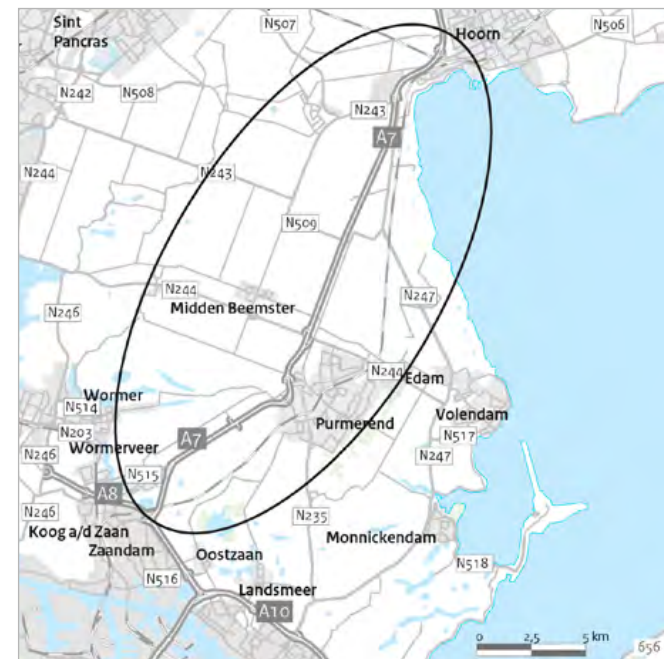 Sint
Pancras
N507
Hoorn
N506
N242
N508
N243
A7
N244
N243
N509
N244
Midden Beemster
N247
N246
N244
Edam
Wormer
N514
Volendam
Purmerend
N203
A7
N517
Wormerveer
N246
N515
N247
A8
N246
N235
Koog a/d Zaan
Monnickendam
Zaandam
Oostzaan
N518
N516
Landsmeer
A10
0 2,5 5 km
656